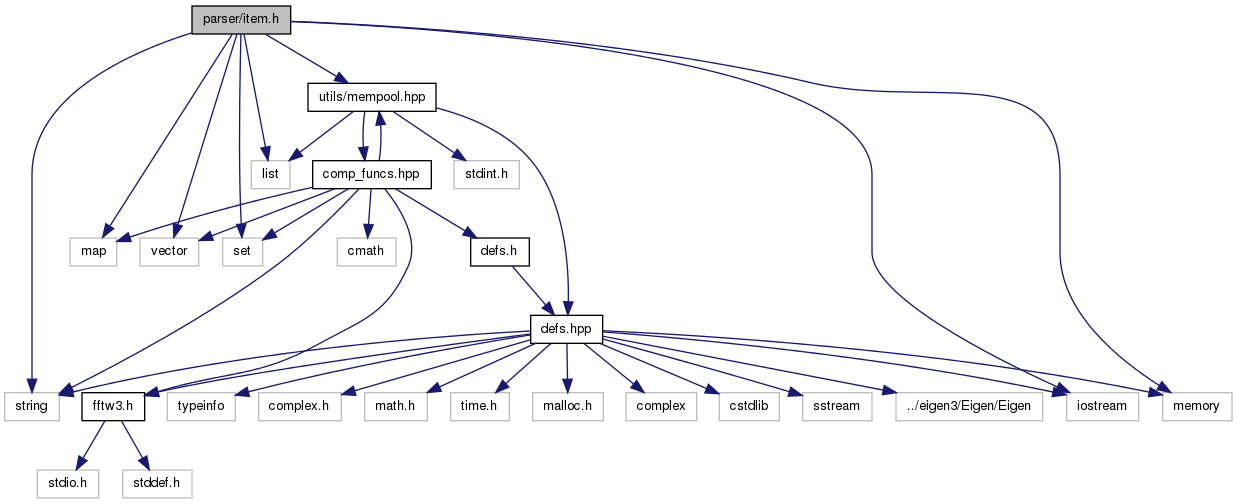 parser/item.h
utils/mempool.hpp
list
comp_funcs.hpp
stdint.h
map
vector
set
cmath
defs.h
defs.hpp
string
fftw3.h
typeinfo
complex.h
math.h
time.h
malloc.h
complex
cstdlib
sstream
../eigen3/Eigen/Eigen
iostream
memory
stdio.h
stddef.h